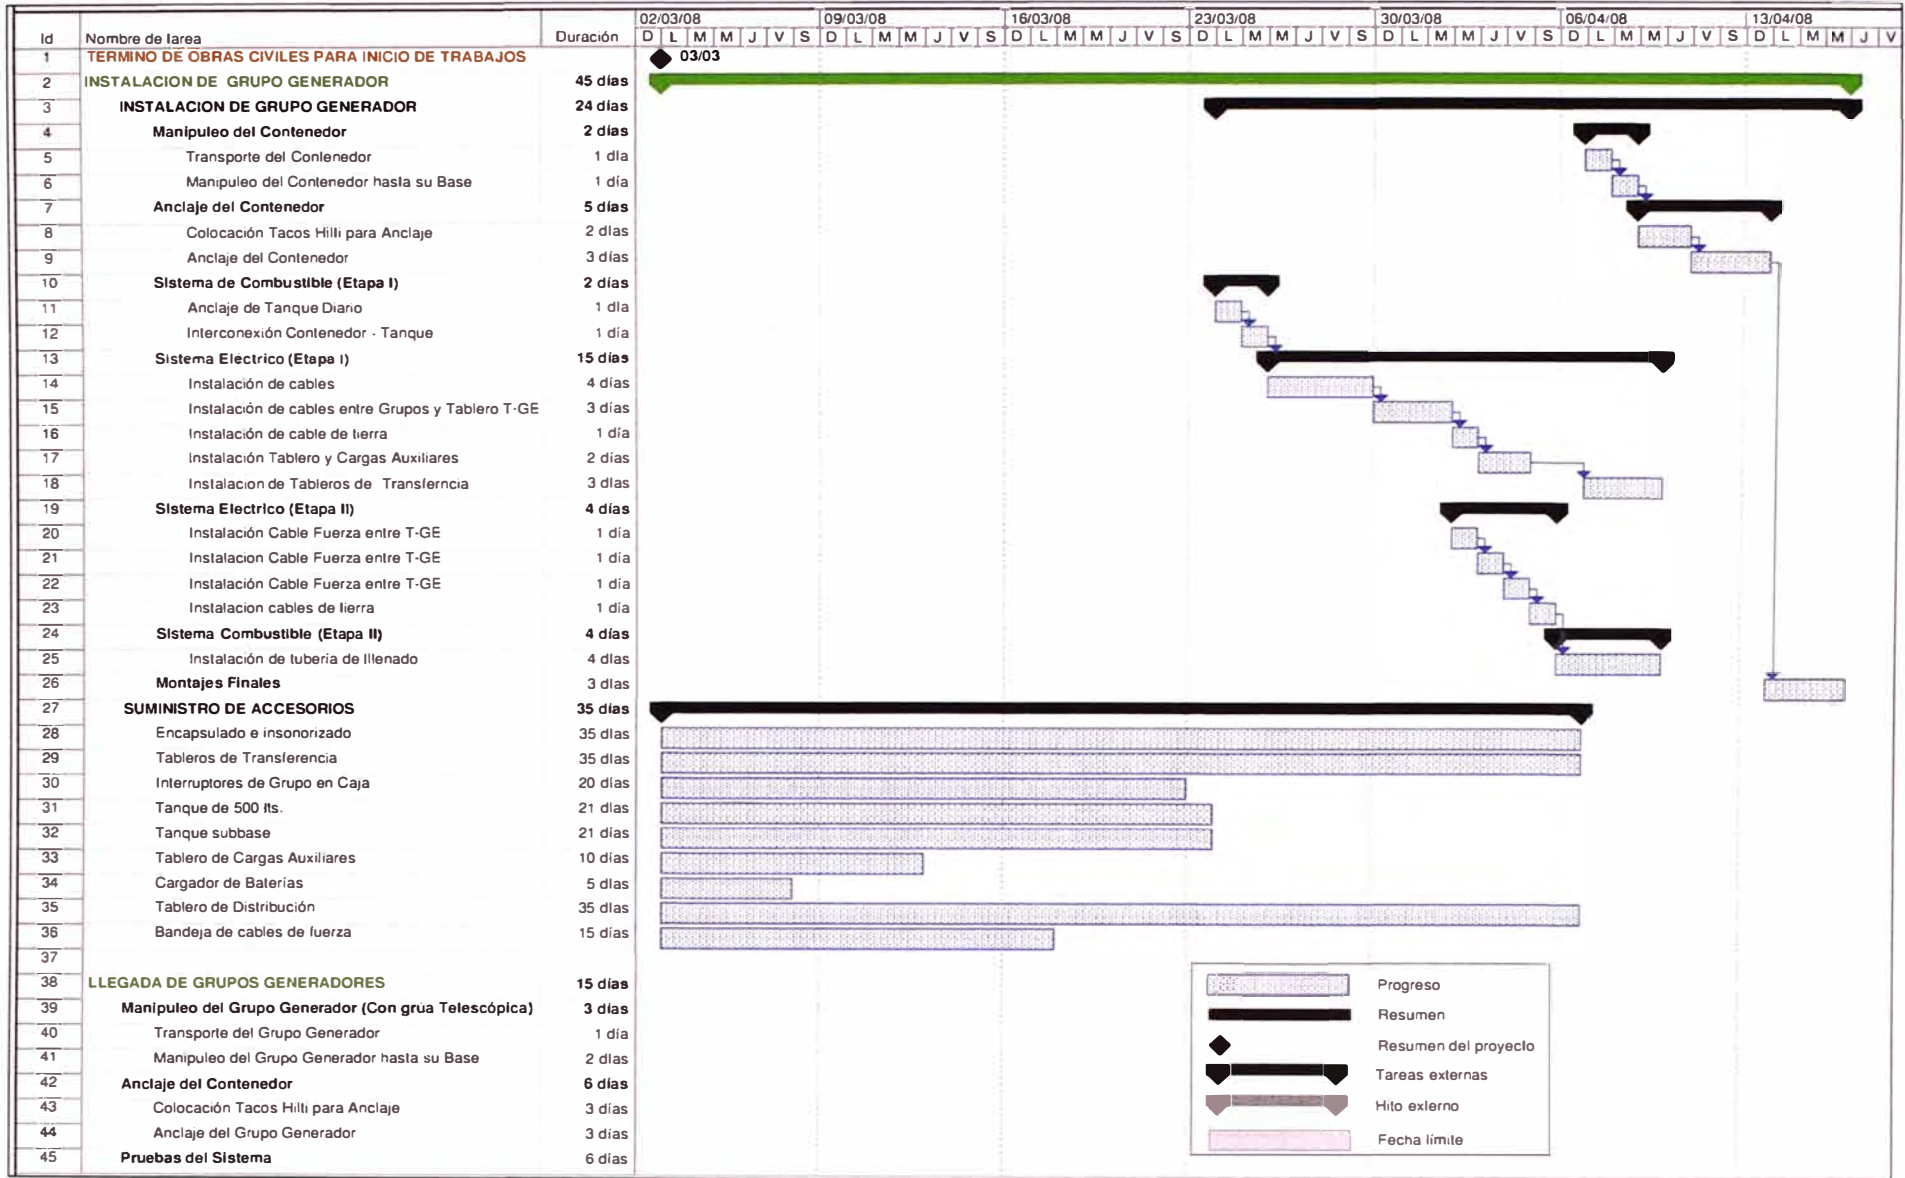 02/03/08 09/03/08 16/03/08 23/03/08 30/03/08 06/04/08 13/04/08
Id Nombre de tarea Duración D L M M J V S D L M M J V S D L M M J V S D L M M J V S D L M M J V S D L M M J V S D L M M J V
1 TERMINO DE OBRAS CIVILES PARA INICIO DE TRABAJOS 03/03
2 INSTALACION DE GRUPO GENERADOR 45 días
3 INSTALACION DE GRUPO GENERADOR 24 días
4 Manipuleo del Contenedor 2 días
5 Transporte del Contenedor 1 día
6 Manipuleo del Contenedor hasta su Base 1 día
7 Anclaje del Contenedor 5 días
8 Colocación Tacos Hilti para Anclaje 2 días
9 Anclaje del Contenedor 3 días
10 Sistema de Combustible (Etapa I) 2 días
11 Anclaje de Tanque Diario 1 día
12 Interconexión Contenedor - Tanque 1 día
13 Sistema Eléctrico (Etapa I) 15 días
14 Instalación de cables 4 días
15 Instalación de cables entre Grupos y Tablero T-GE 3 días
16 Instalación de cable de tierra 1 día
17 Instalación Tablero y Cargas Auxiliares 2 días
18 Instalacion de Tableros de Transferncia 3 días
19 Sistema Electrico (Etapa II) 4 días
20 Instalación Cable Fuerza entre T-GE 1 día
21 Instalacion Cable Fuerza entre T-GE 1 día
22 Instalación Cable Fuerza entre T-GE 1 día
23 Instalacion cables de tierra 1 día
24 Sistema Combustible (Etapa II) 4 días
25 Instalación de tubería de llenado 4 días
26 Montajes Finales 3 días
27 SUMINISTRO DE ACCESORIOS 35 días
28 Encapsulado e insonorizado 35 días
29 Tableros de Transferencia 35 días
30 Interruptores de Grupo en Caja 20 días
31 Tanque de 500 lts. 21 días
32 Tanque subbase 21 días
33 Tablero de Cargas Auxiliares 10 días
34 Cargador de Baterías 5 días
35 Tablero de Distribución 35 días
36 Bandeja de cables de fuerza 15 días
37
38 LLEGADA DE GRUPOS GENERADORES 15 días
39 Manipuleo del Grupo Generador (Con grúa Telescópica) 3 días
40 Transporte del Grupo Generador 1 día
41 Manipuleo del Grupo Generador hasta su Base 2 días
42 Anclaje del Contenedor 6 días
43 Colocación Tacos Hilti para Anclaje 3 días
44 Anclaje del Grupo Generador 3 días
45 Pruebas del Sistema 6 días
Progreso
Resumen
Resumen del proyecto
Tareas externas
Hito externo
Fecha límite